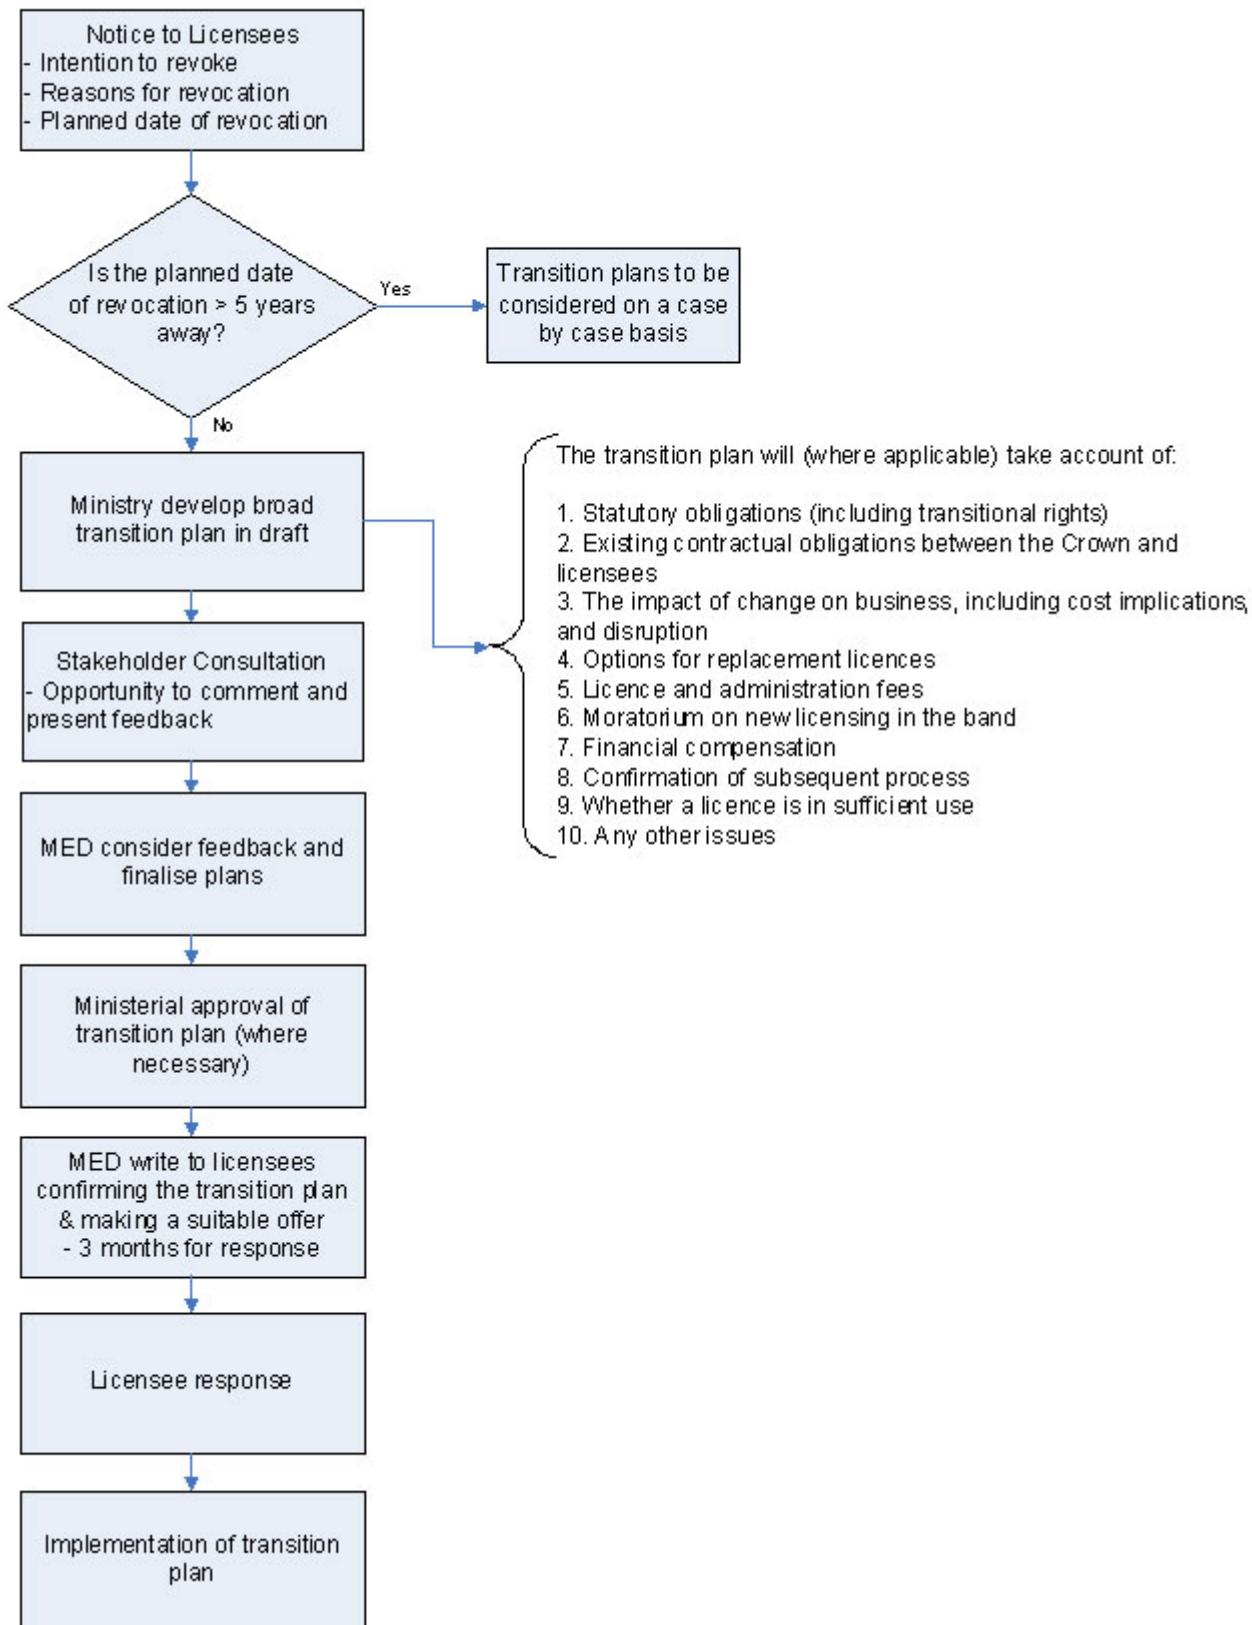 Notice to Licensees
- Intention to revoke
- Reasons for revocation
- Planned date of revocation
Is the planned date
of revocation > 5 years
away?
Yes
Transition plans to be
considered on a case
by case basis
No
Ministry develop broad
transition plan in draft
The transition plan will (where applicable) take account of:
1. Statutory obligations (including transitional rights)
2. Existing contractual obligations between the Crown and
licensees
3. The impact of change on business, including cost implications,
and disruption
4. Options for replacement licences
5. Licence and administration fees
6. Moratorium on new licensing in the band
7. Financial compensation
8. Confirmation of subsequent process
9. Whether a licence is in sufficient use
10. Any other issues
Stakeholder Consultation
- Opportunity to comment and
present feedback
MED consider feedback and
finalise plans
Ministerial approval of
transition plan (where
necessary)
MED write to licensees
confirming the transition plan
& making a suitable offer
- 3 months for response
Licensee response
Implementation of transition
plan